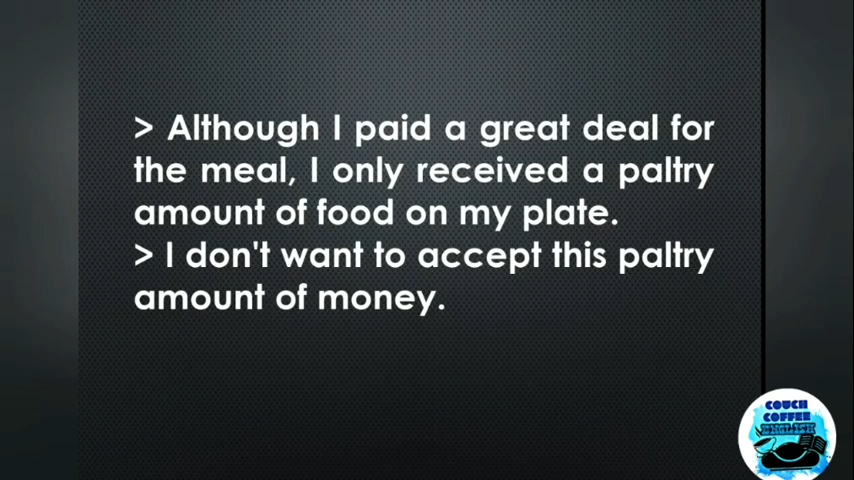 > Although I paid a great deal for
the meal, I only received a paltry
amount of food on my plate.
> I don't want to accept this paltry
amount of money.
COUCH
COFFEE
ENGLISH